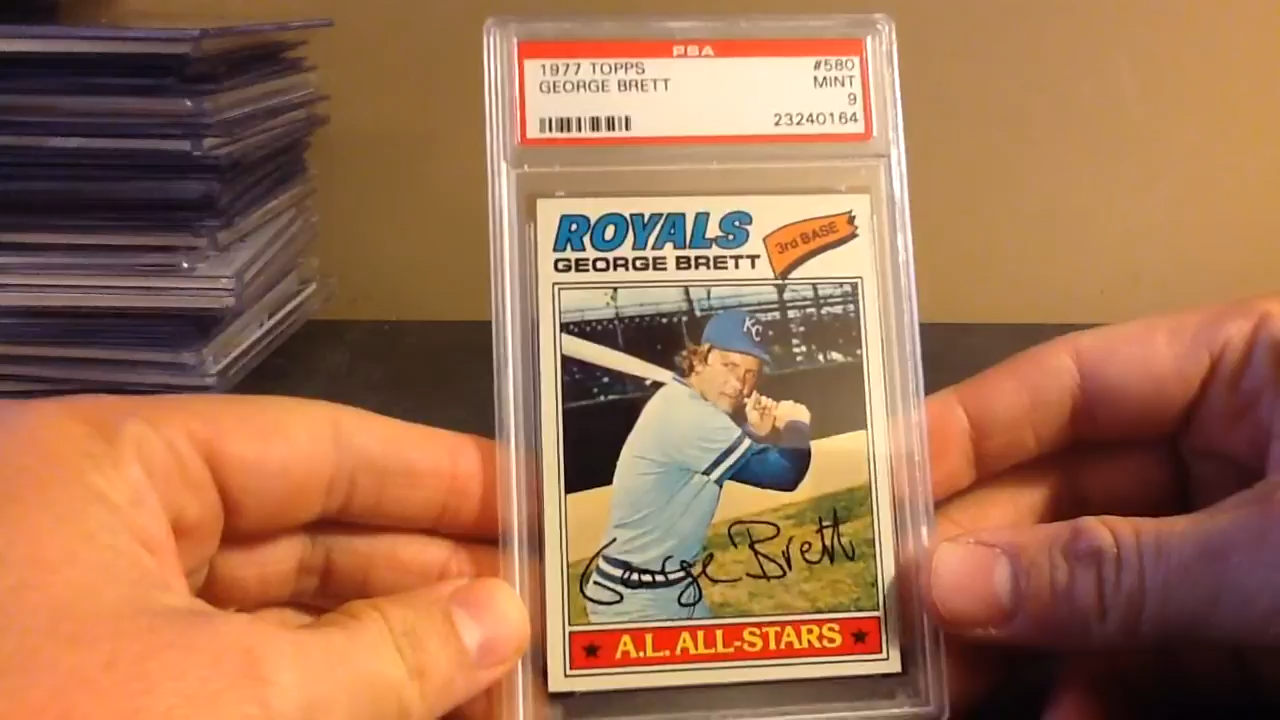 PSA
1977 TOPPS #580
GEORGE BRETT MINT
9
23240164
ROYALS
GEORGE BRETT
3rd BASE
KC
George Brett
★ A.L. ALL-STARS ★